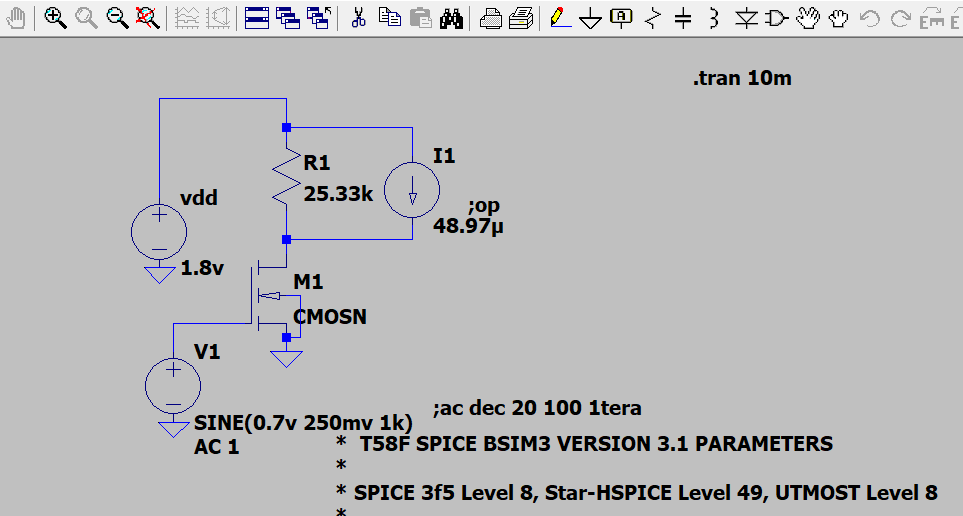 .tran 10m
R1
25.33k
I1
;op
48.97µ
vdd
1.8v
M1
CMOSN
V1
SINE(0.7v 250mv 1k)
AC 1
;ac dec 20 100 1tera
* T58F SPICE BSIM3 VERSION 3.1 PARAMETERS
*
* SPICE 3f5 Level 8, Star-HSPICE Level 49, UTMOST Level 8
*